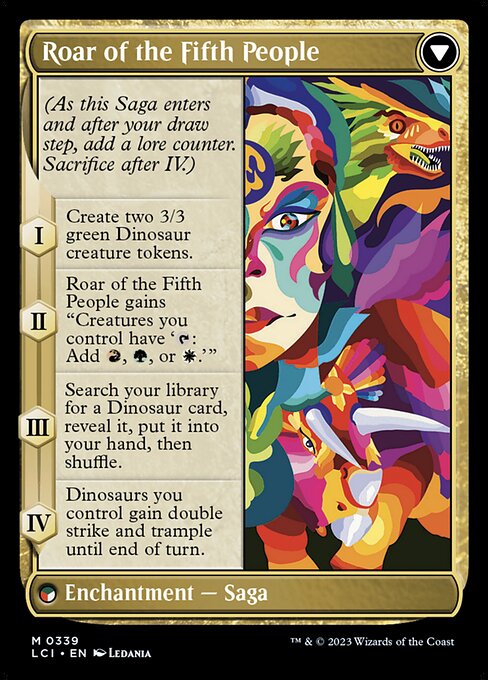 Roar of the Fifth People
(As this Saga enters
and after your draw
step, add a lore counter.
Sacrifice after IV.)
I
Create two 3/3
green Dinosaur
creature tokens.
II
Roar of the Fifth
People gains
“Creatures you
control have ‘:
Add , , or .’”
III
Search your library
for a Dinosaur card,
reveal it, put it into
your hand, then
shuffle.
IV
Dinosaurs you
control gain double
strike and trample
until end of turn.
Enchantment — Saga
M 0339
LCI • EN LEDANIA
™ & © 2023 Wizards of the Coast